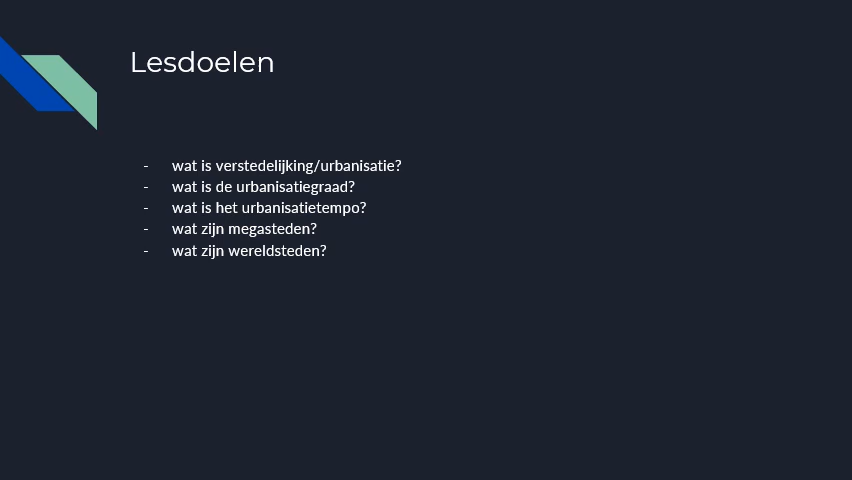 Lesdoelen
- wat is verstedelijking/urbanisatie?
- wat is de urbanisatiegraad?
- wat is het urbanisatietempo?
- wat zijn megasteden?
- wat zijn wereldsteden?